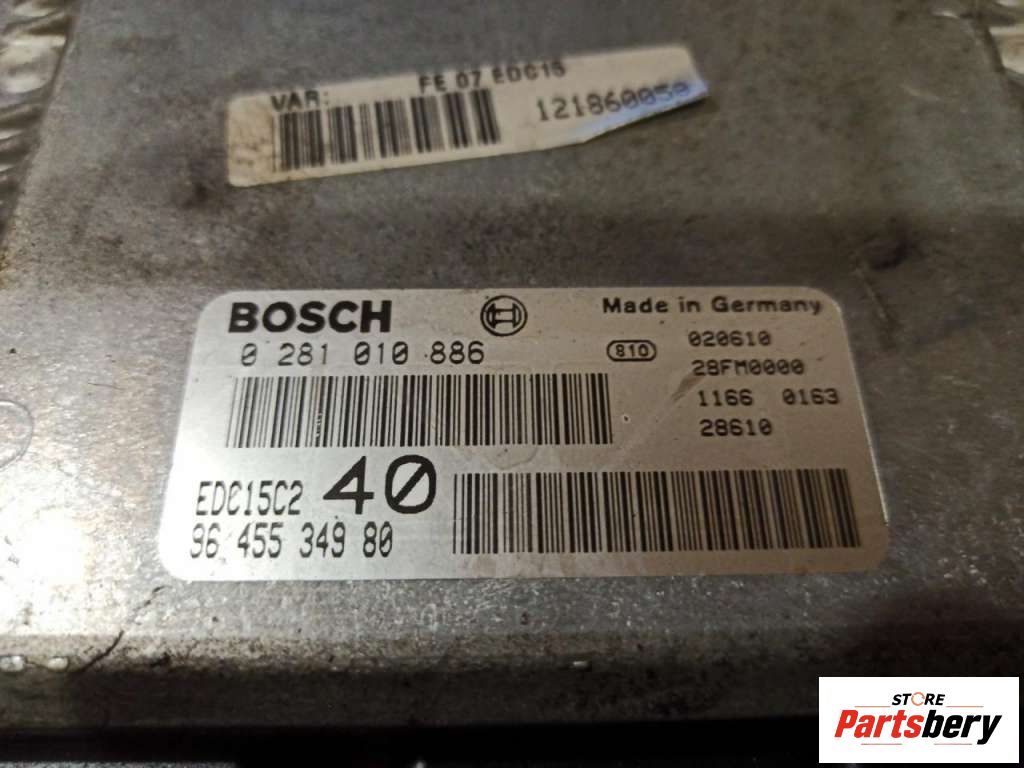 VAR: FE 07 EDC15
121860050
BOSCH
Made in Germany
0 281 010 886
810
020610
28FM0000
1166 0163
28610
EDC15C2 40
96 455 349 80
STORE
Partsbery